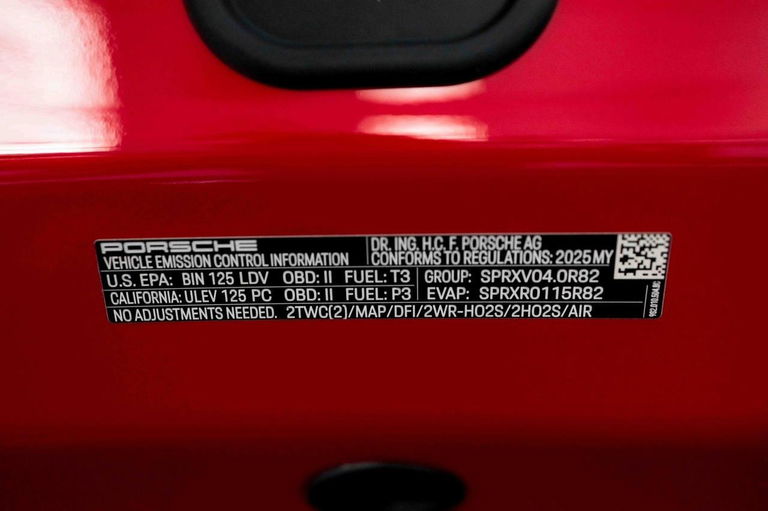 PORSCHE
VEHICLE EMISSION CONTROL INFORMATION
DR. ING. H.C. F. PORSCHE AG
CONFORMS TO REGULATIONS: 2025 MY
U.S. EPA: BIN 125 LDV OBD: II FUEL: T3 GROUP: SPRXV04.0R82
CALIFORNIA: ULEV 125 PC OBD: II FUEL: P3 EVAP: SPRXR0115R82
NO ADJUSTMENTS NEEDED. 2TWC(2)/MAP/DFI/2WR-HO2S/2HO2S/AIR